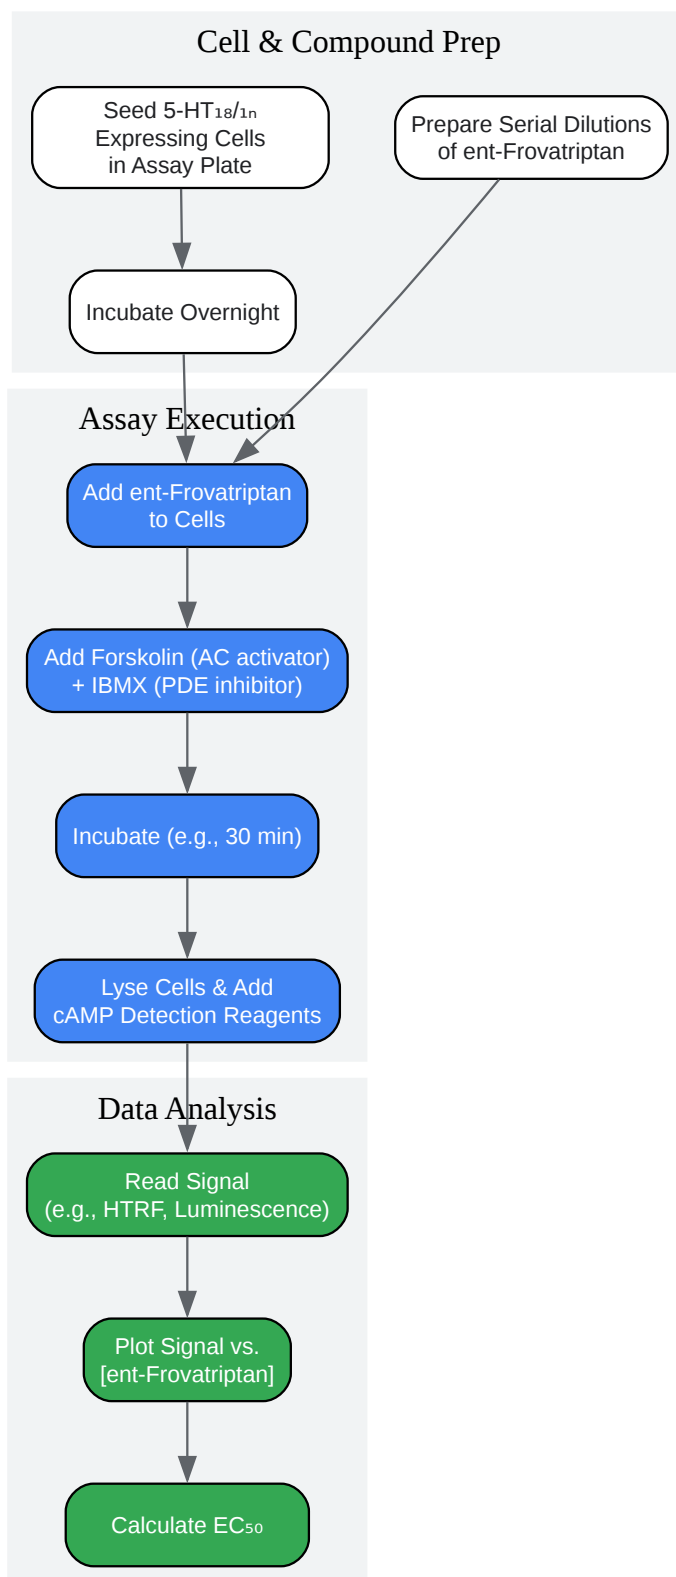 Cell & Compound Prep
Seed 5-HT₁₈/₁ₙ
Expressing Cells
in Assay Plate
Prepare Serial Dilutions
of ent-Frovatriptan
Incubate Overnight
Assay Execution
Add ent-Frovatriptan
to Cells
Add Forskolin (AC activator)
+ IBMX (PDE inhibitor)
Incubate (e.g., 30 min)
Lyse Cells & Add
cAMP Detection Reagents
Data Analysis
Read Signal
(e.g., HTRF, Luminescence)
Plot Signal vs.
[ent-Frovatriptan]
Calculate EC₅₀